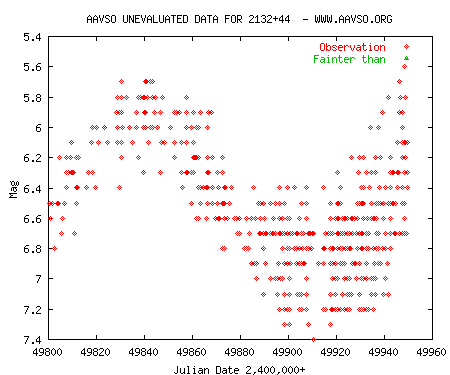 AAVSO UNEVALUATED DATA FOR 2132+44 - WWW.AAVSO.ORG
Observation
Fainter than
5.4
5.6
5.8
6
6.2
6.4
6.6
6.8
7
7.2
7.4
Mag
49800 49820 49840 49860 49880 49900 49920 49940 49960
Julian Date 2,400,000+